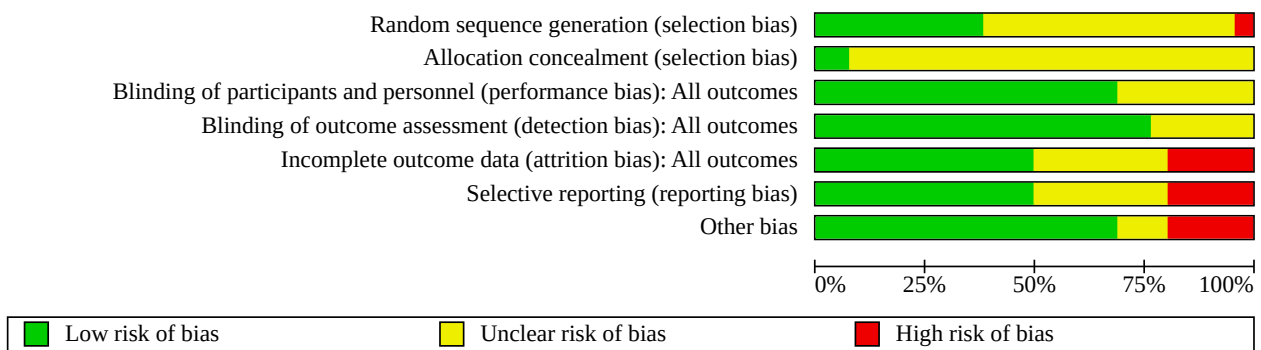 Random sequence generation (selection bias)
Allocation concealment (selection bias)
Blinding of participants and personnel (performance bias): All outcomes
Blinding of outcome assessment (detection bias): All outcomes
Incomplete outcome data (attrition bias): All outcomes
Selective reporting (reporting bias)
Other bias
0% 25% 50% 75% 100%
Low risk of bias Unclear risk of bias High risk of bias